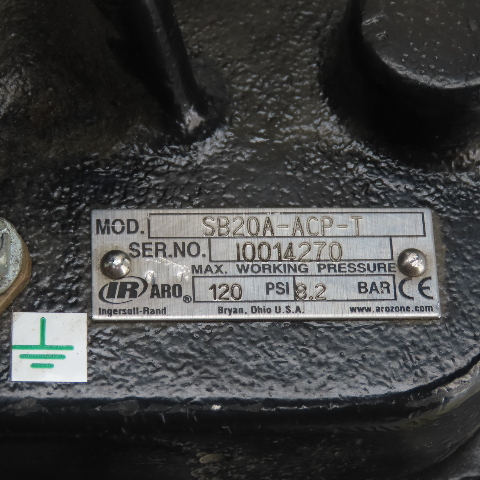 MOD. SB20A-ACP-T
SER.NO. I0014270
MAX. WORKING PRESSURE
IR ARO® 120 PSI 8.2 BAR CE
Ingersoll-Rand Bryan, Ohio U.S.A. www.arozone.com